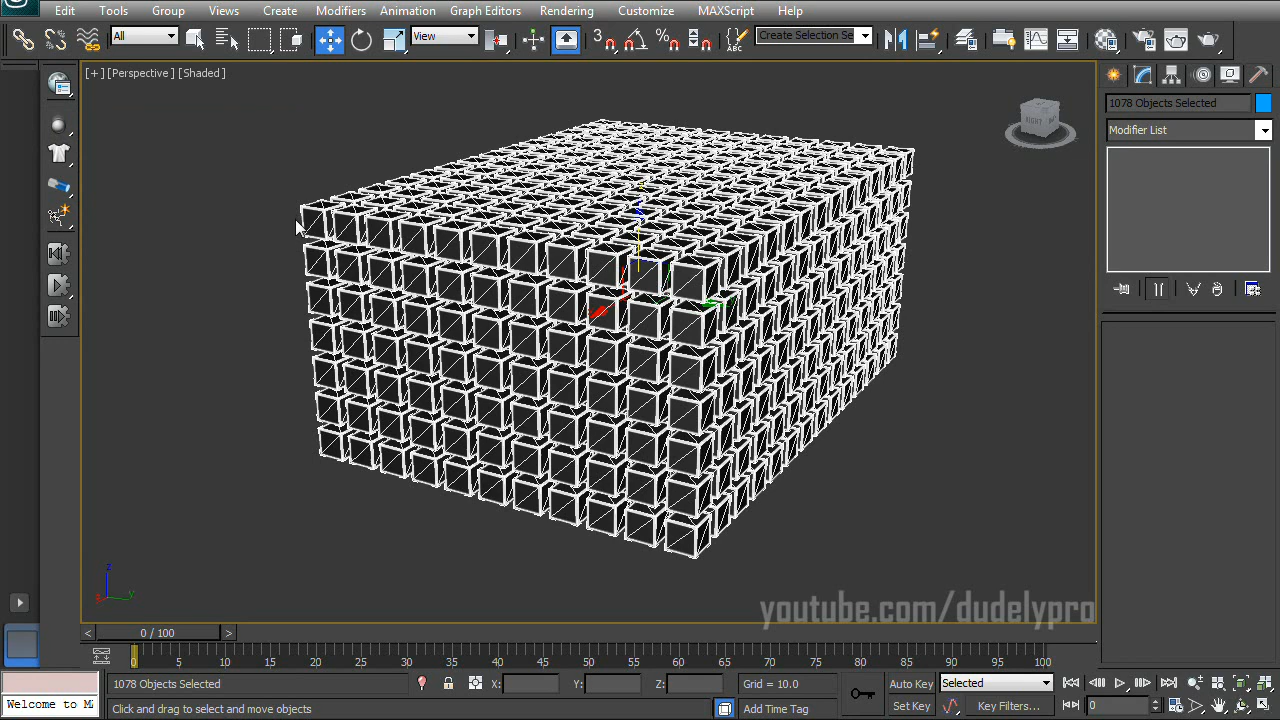 Edit Tools Group Views Create Modifiers Animation Graph Editors Rendering Customize MAXScript Help
All View 3 % ABC Create Selection Se
[+] [Perspective] [Shaded]
1078 Objects Selected
Modifier List
RIGHT
z
y
youtube.com/dudelypro
< 0 / 100 >
0 5 10 15 20 25 30 35 40 45 50 55 60 65 70 75 80 85 90 95 100
1078 Objects Selected X: Y: Z: Grid = 10.0 Auto Key Selected
Welcome to Click and drag to select and move objects Add Time Tag Set Key Key Filters... 0